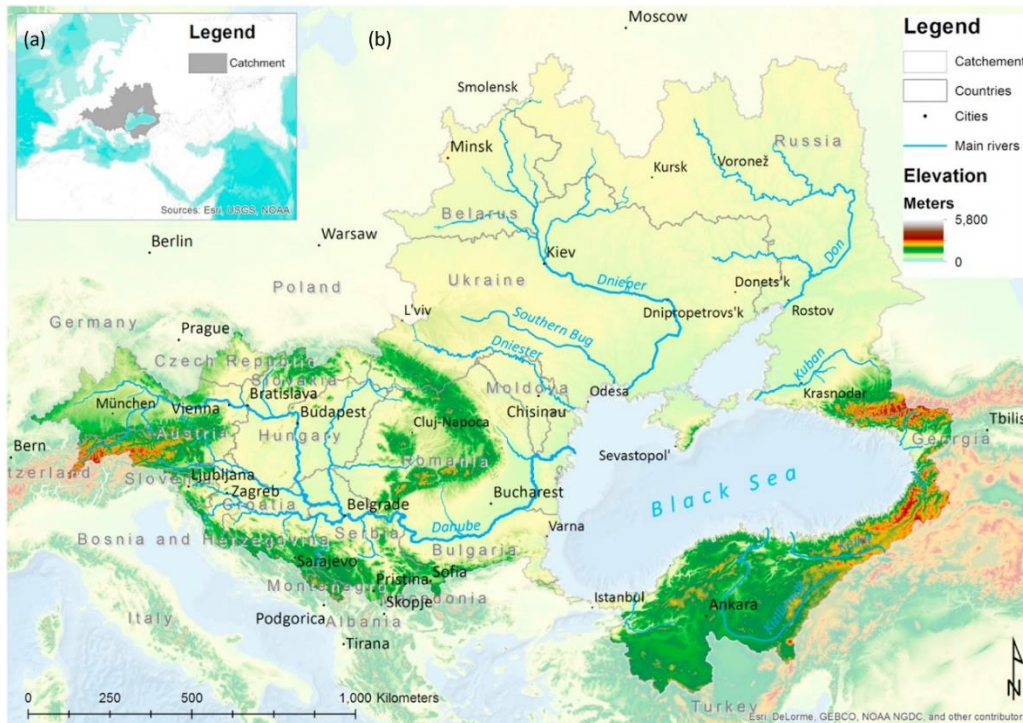 (a)
Legend
Catchment
Sources: Esri, USGS, NOAA
(b)
Moscow
Legend
Catchement
Countries
Cities
Main rivers
Elevation
Meters
5,800
0
Smolensk
Minsk
Kursk
Voronež
Russia
Belarus
Berlin
Warsaw
Kiev
Don
Ukraine
Dnieper
Donets'k
Poland
Dnipropetrovs'k
Rostov
L'viv
Southern Bug
Germany
Dniester
Prague
Czech Republic
Slovakia
Moldova
Odesa
Kuban
München
Vienna
Bratislava
Budapest
Chisinau
Krasnodar
Cluj-Napoca
Austria
Hungary
Georgia
Tbilis
Bern
Romania
Sevastopol'
itzerland
Ljubljana
Slovenia
Zagreb
Croatia
Black Sea
Belgrade
Bucharest
Danube
Serbia
Varna
Bosnia and Herzegovina
Bulgaria
Sarajevo
Montenegro
Pristina
Sofia
Istanbul
Skopje
Macedonia
Ankara
Podgorica
Italy
Albania
Tirana
N
0 250 500 1,000 Kilometers
Turkey
Esri, DeLorme, GEBCO, NOAA NGDC, and other contributor